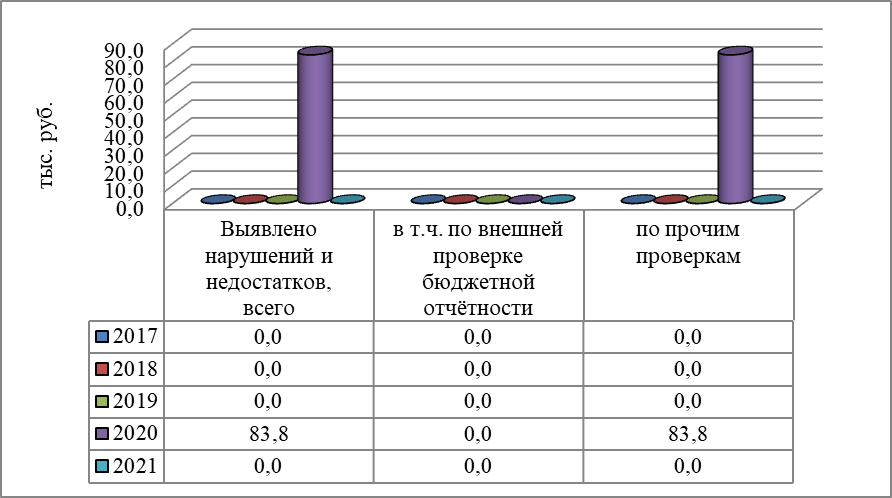 тыс. руб.
90,0
80,0
70,0
60,0
50,0
40,0
30,0
20,0
10,0
0,0
Выявлено
нарушений и
недостатков,
всего
в т.ч. по внешней
проверке
бюджетной
отчётности
по прочим
проверкам
2017 0,0 0,0 0,0
2018 0,0 0,0 0,0
2019 0,0 0,0 0,0
2020 83,8 0,0 83,8
2021 0,0 0,0 0,0